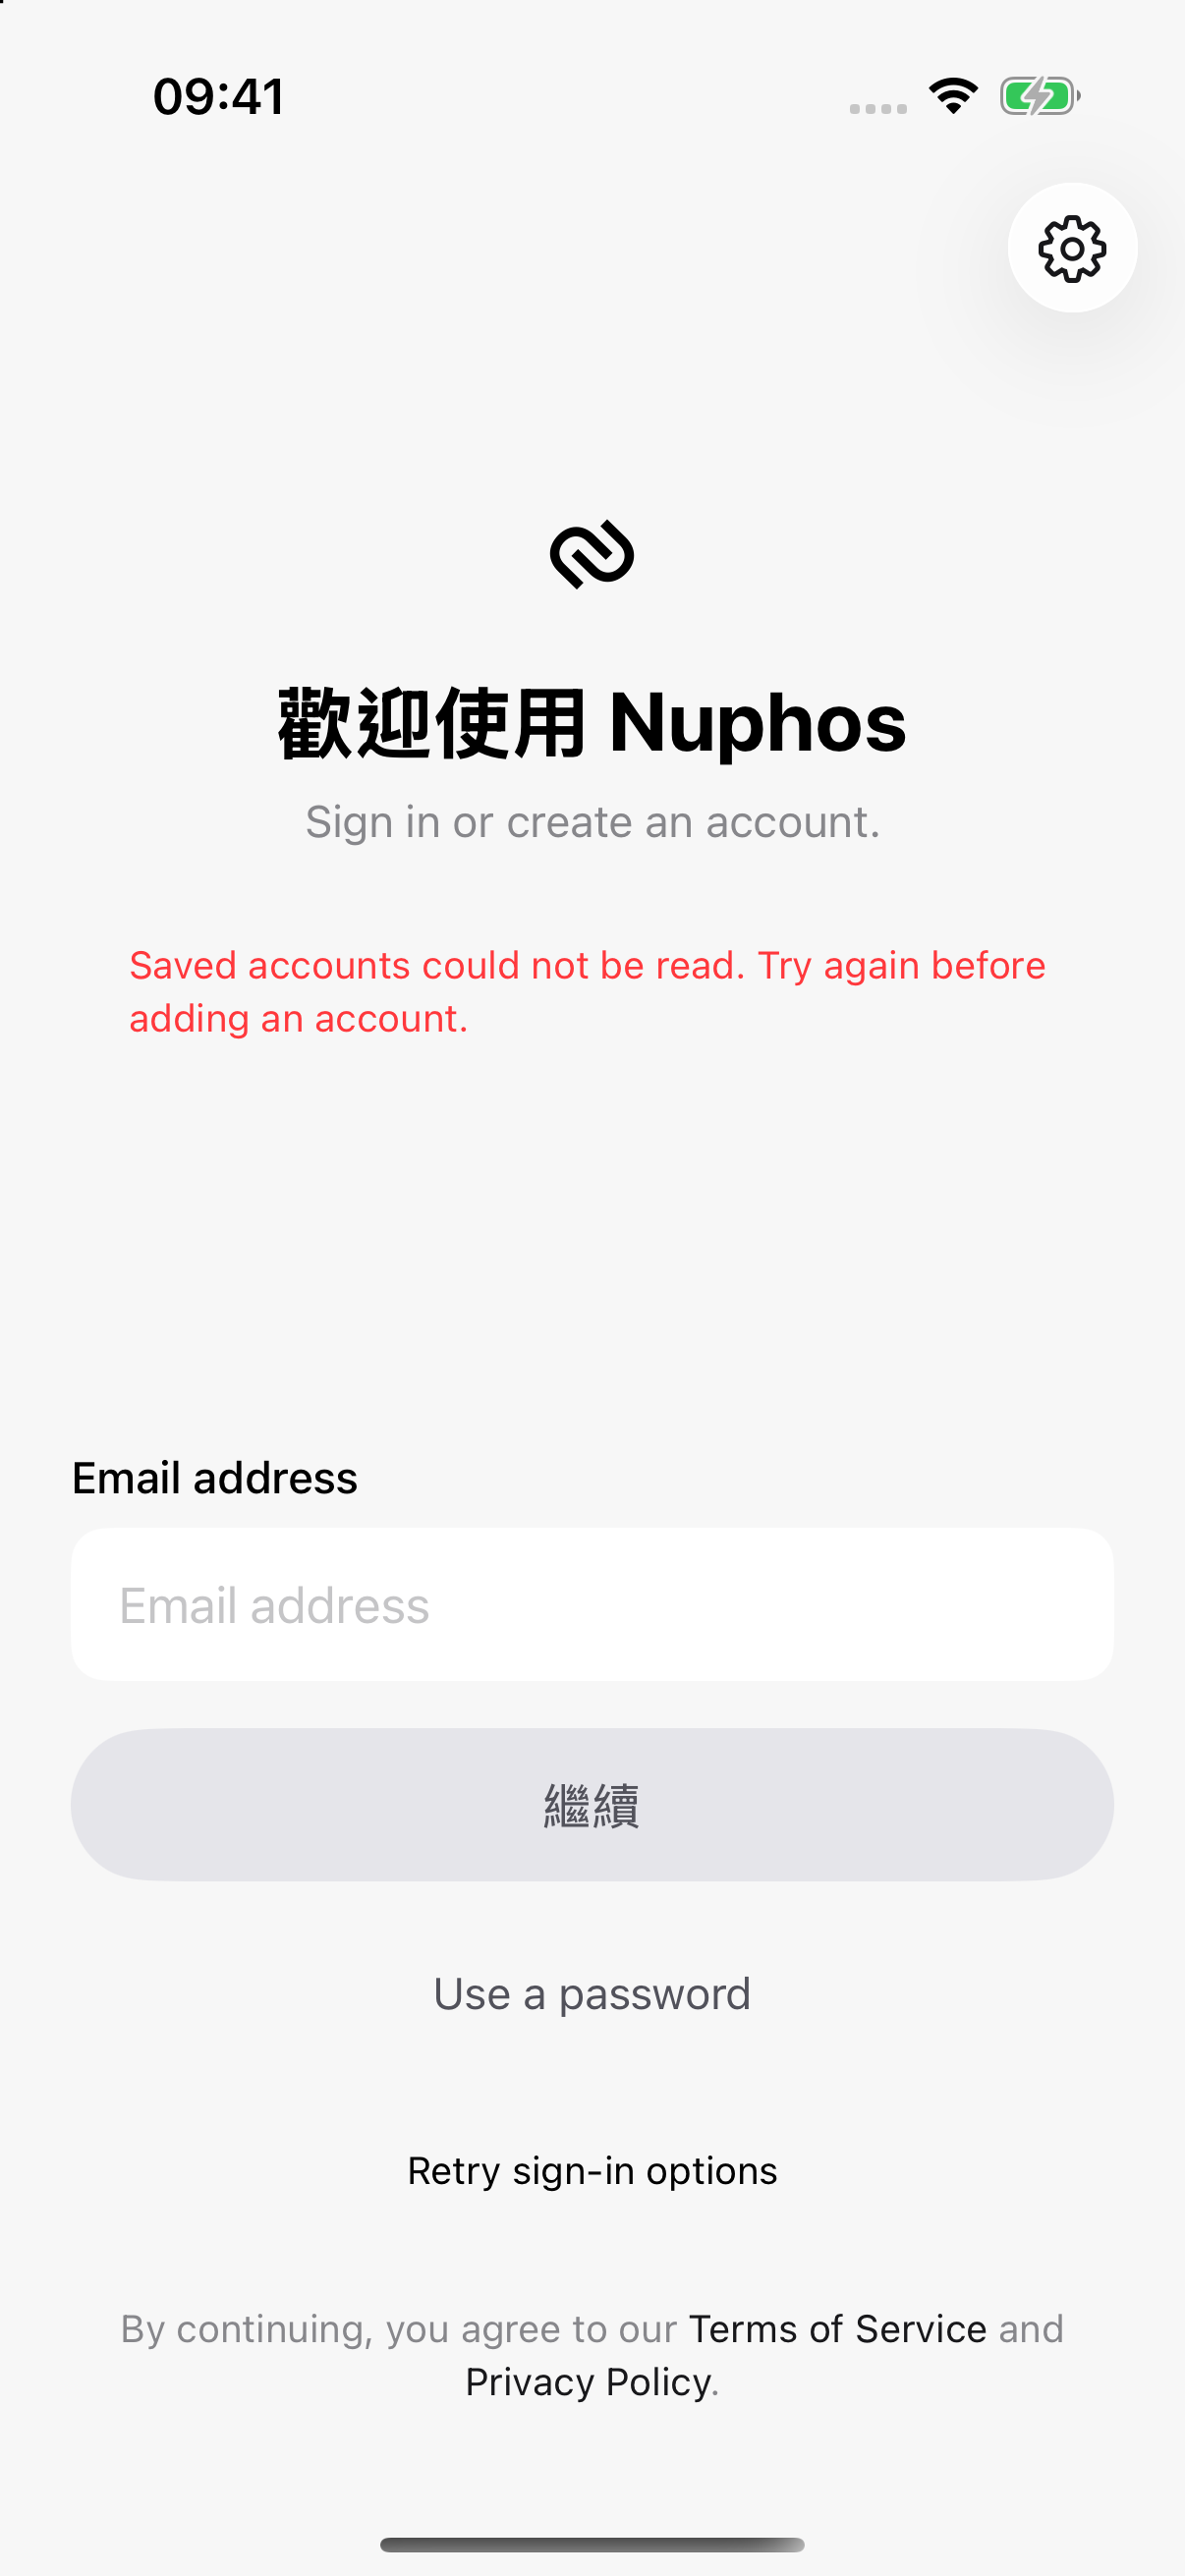 09:41
歡迎使用 Nuphos
Sign in or create an account.
Saved accounts could not be read. Try again before
adding an account.
Email address
Email address
繼續
Use a password
Retry sign-in options
By continuing, you agree to our Terms of Service and
Privacy Policy.